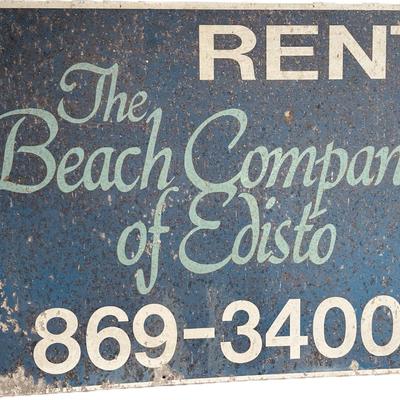 RENT
The
Beach Compan
of Edisto
869-3400